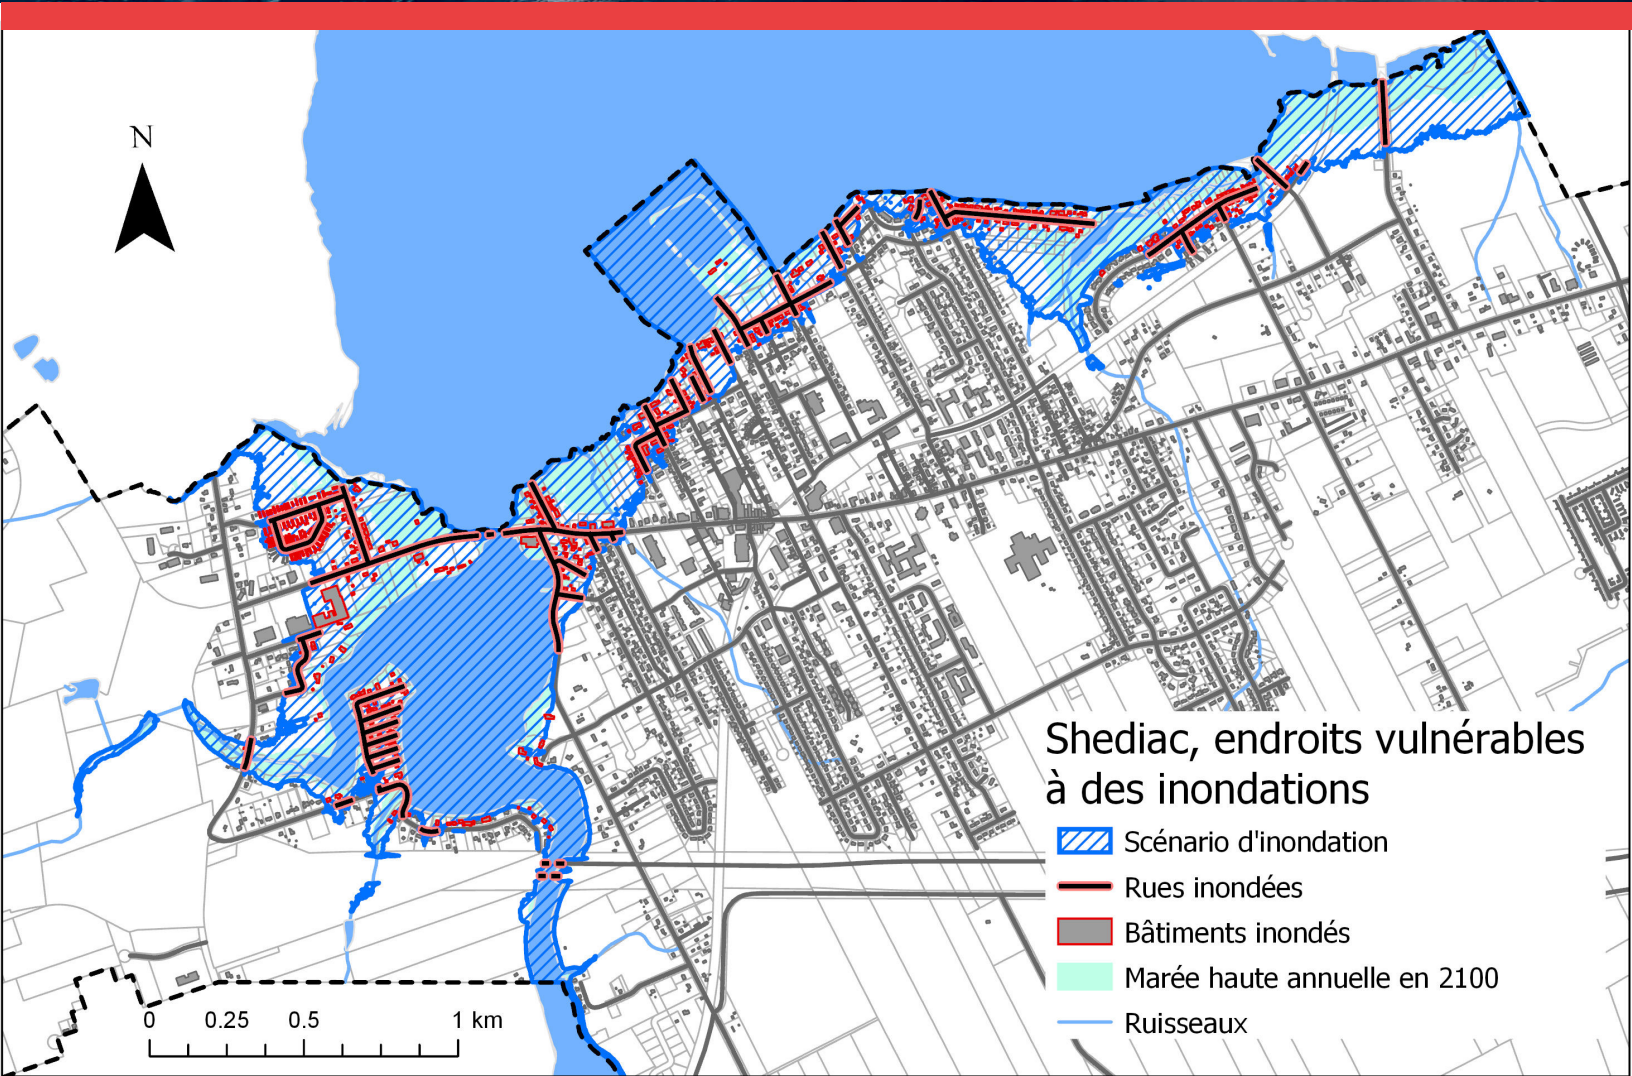 N
Shediac, endroits vulnérables
à des inondations
Scénario d'inondation
Rues inondées
Bâtiments inondés
Marée haute annuelle en 2100
Ruisseaux
0 0.25 0.5 1 km